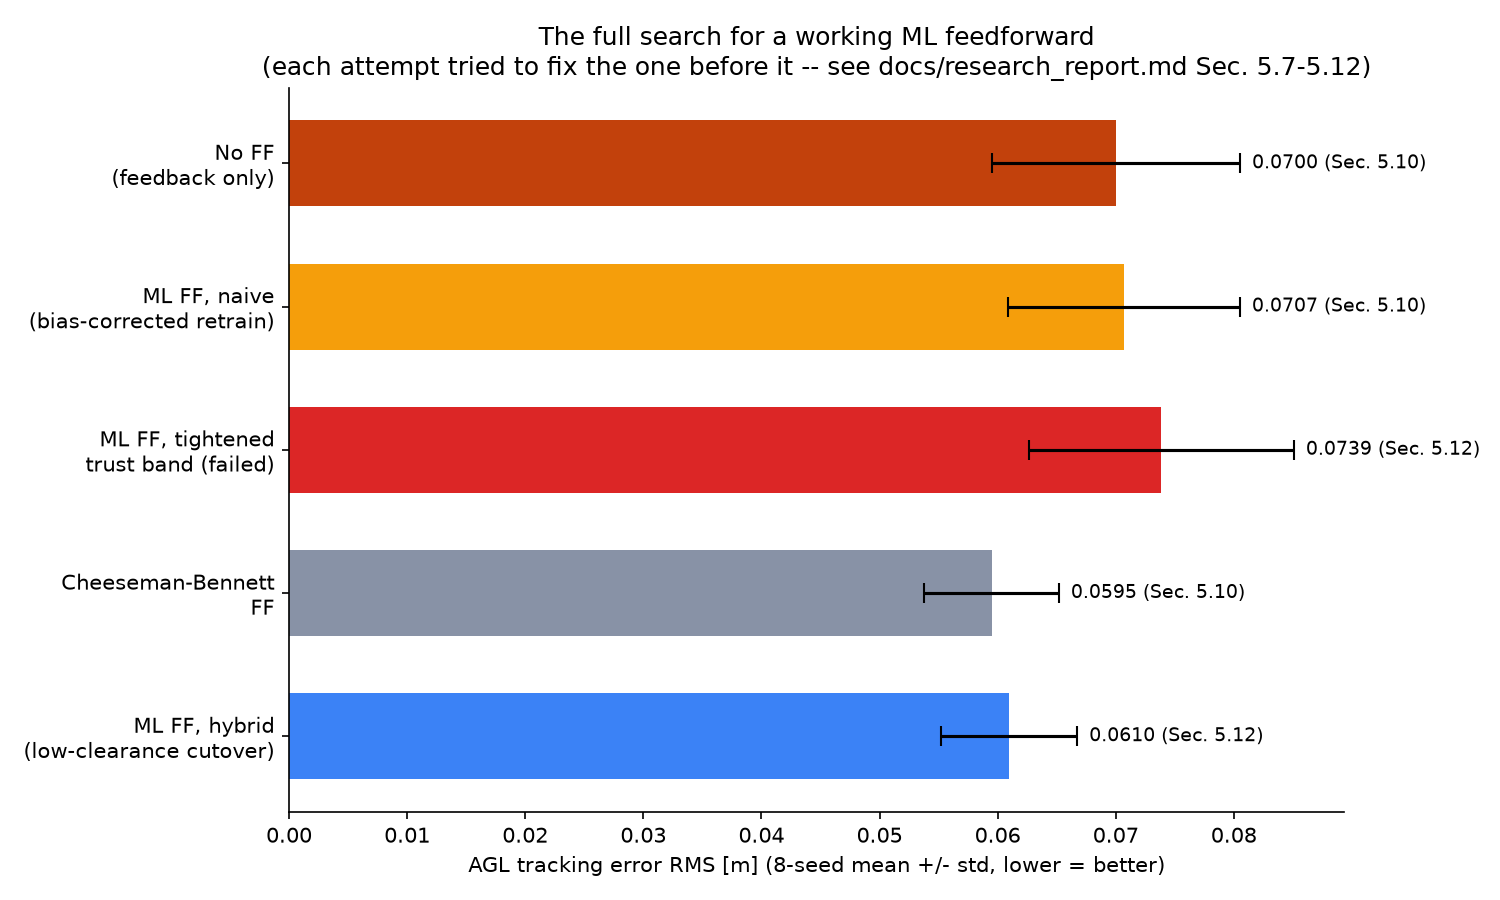 The full search for a working ML feedforward
(each attempt tried to fix the one before it -- see docs/research_report.md Sec. 5.7-5.12)
No FF
(feedback only)
0.0700 (Sec. 5.10)
ML FF, naive
(bias-corrected retrain)
0.0707 (Sec. 5.10)
ML FF, tightened
trust band (failed)
0.0739 (Sec. 5.12)
Cheeseman-Bennett
FF
0.0595 (Sec. 5.10)
ML FF, hybrid
(low-clearance cutover)
0.0610 (Sec. 5.12)
0.00 0.01 0.02 0.03 0.04 0.05 0.06 0.07 0.08
AGL tracking error RMS [m] (8-seed mean +/- std, lower = better)